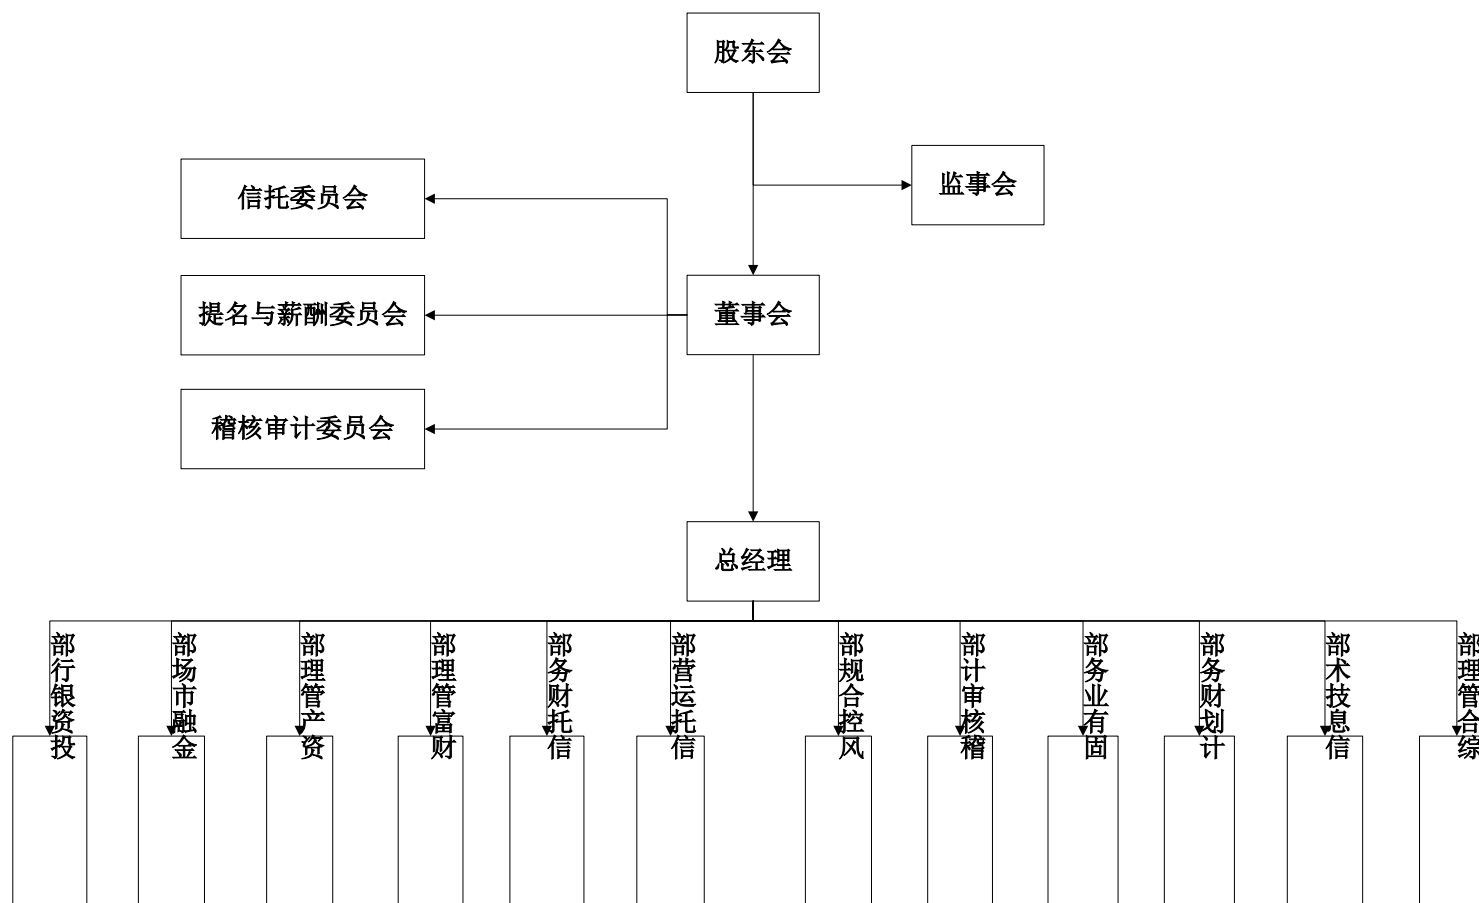 股东会
监事会
信托委员会
提名与薪酬委员会
董事会
稽核审计委员会
总经理
部行银资投
部场市融金
部理管产资
部理管富财
部务财托信
部营运托信
部规合控风
部计审核稽
部务业有固
部务财划计
部术技息信
部理管合综